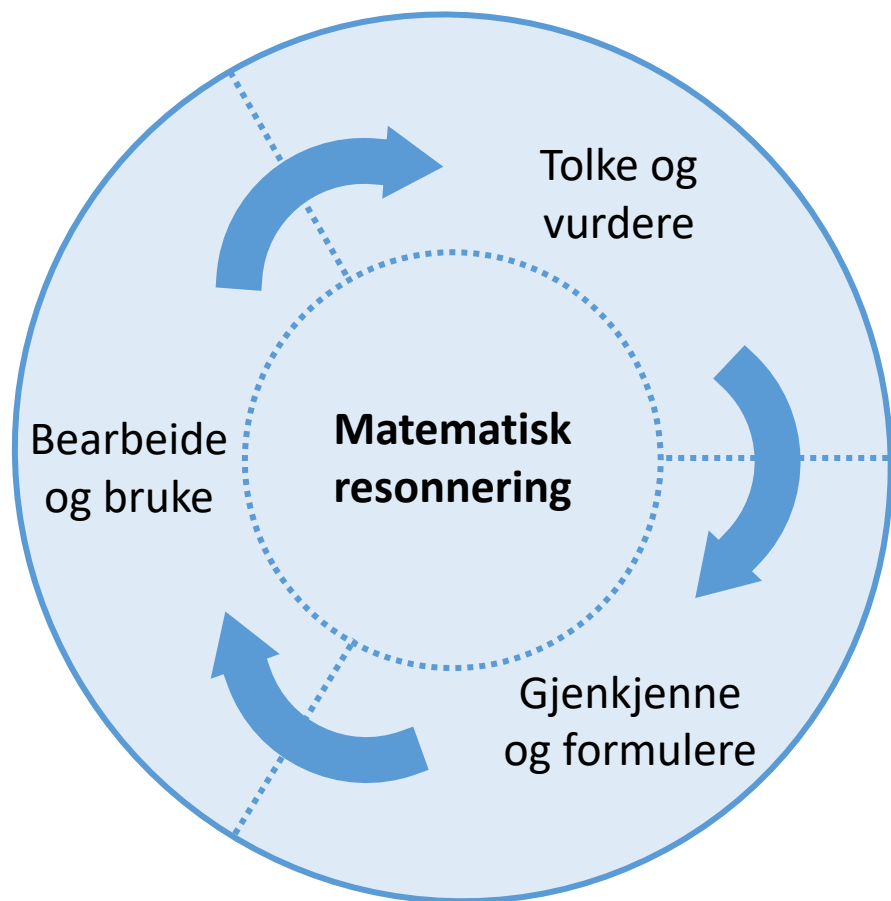 Tolke og
vurdere
Bearbeide
og bruke
Matematisk
resonnering
Gjenkjenne
og formulere